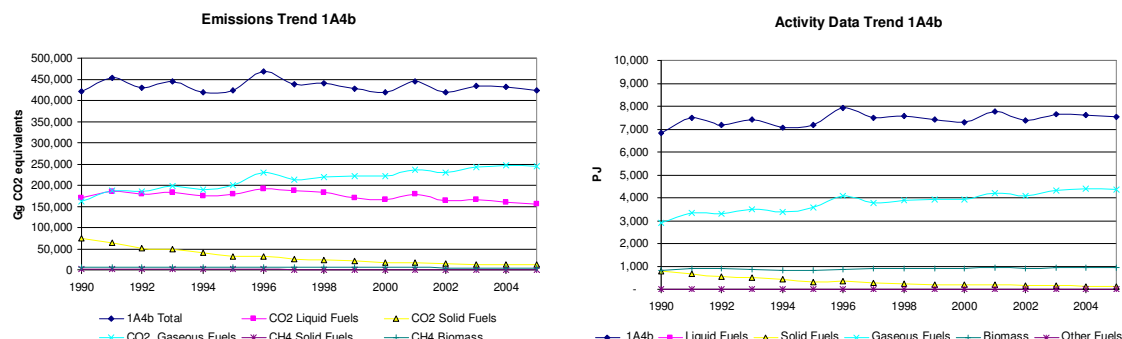 Emissions Trend 1A4b
500,000
450,000
400,000
350,000
300,000
250,000
200,000
150,000
100,000
50,000
0
Gg CO2 equivalents
1990 1992 1994 1996 1998 2000 2002 2004
1A4b Total CO2 Liquid Fuels CO2 Solid Fuels
CO2 Gaseous Fuels CH4 Solid Fuels CH4 Biomass
Activity Data Trend 1A4b
10,000
9,000
8,000
7,000
6,000
5,000
4,000
3,000
2,000
1,000
-
PJ
1990 1992 1994 1996 1998 2000 2002 2004
1A4b Liquid Fuels Solid Fuels Gaseous Fuels Biomass Other Fuels